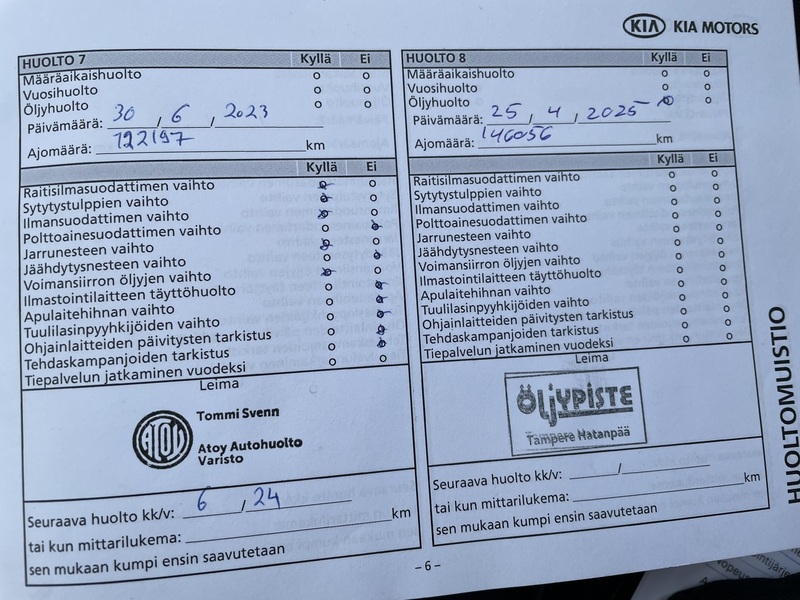 KIA KIA MOTORS
HUOLTO 7 Kyllä Ei
Määräaikaishuolto o o
Vuosihuolto o o
Öljyhuolto o o
Päivämäärä: 30 / 6 / 2023
Ajomäärä: 122197 km
Kyllä Ei
Raitisilmasuodattimen vaihto
Sytytystulppien vaihto
Ilmansuodattimen vaihto
Polttoainesuodattimen vaihto
Jarrunesteen vaihto
Jäähdytysnesteen vaihto
Voimansiirron öljyjen vaihto
Ilmastointilaitteen täyttöhuolto
Apulaitehihnan vaihto
Tuulilasinpyyhkijöiden vaihto
Ohjainlaitteiden päivitysten tarkistus
Tehdaskampanjoiden tarkistus
Tiepalvelun jatkaminen vuodeksi
Leima
ATOY
Tommi Svenn
Atoy Autohuolto
Varisto
Seuraava huolto kk/v: 6 / 24
tai kun mittarilukema: km
sen mukaan kumpi ensin saavutetaan
HUOLTO 8 Kyllä Ei
Määräaikaishuolto o o
Vuosihuolto o o
Öljyhuolto o o
Päivämäärä: 25 / 4 / 2025
Ajomäärä: 146056 km
Kyllä Ei
Raitisilmasuodattimen vaihto
Sytytystulppien vaihto
Ilmansuodattimen vaihto
Polttoainesuodattimen vaihto
Jarrunesteen vaihto
Jäähdytysnesteen vaihto
Voimansiirron öljyjen vaihto
Ilmastointilaitteen täyttöhuolto
Apulaitehihnan vaihto
Tuulilasinpyyhkijöiden vaihto
Ohjainlaitteiden päivitysten tarkistus
Tehdaskampanjoiden tarkistus
Tiepalvelun jatkaminen vuodeksi
Leima
ÖLJYPISTE
Tampere Hatanpää
Seuraava huolto kk/v: /
tai kun mittarilukema: km
sen mukaan kumpi ensin saavutetaan
– 6 –
HUOLTOMUISTIO